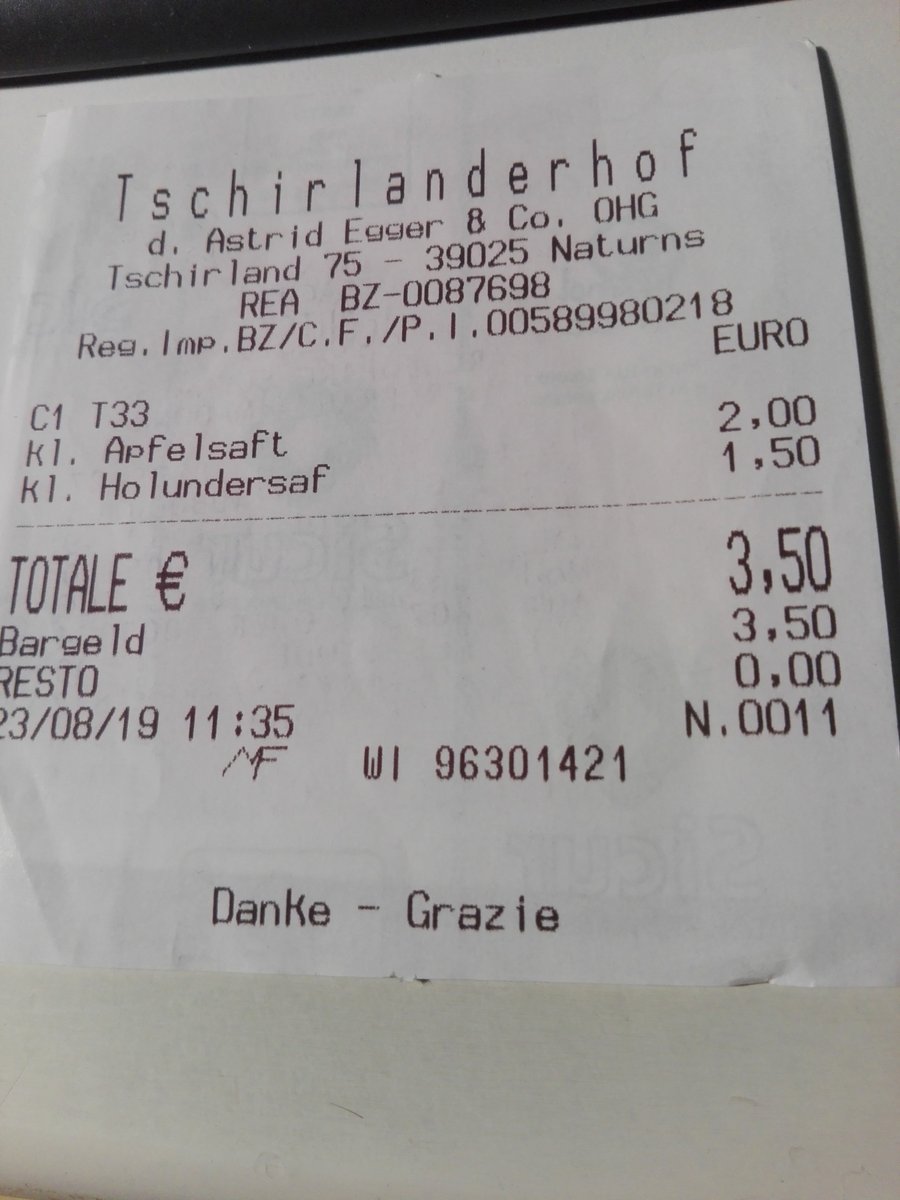 Tschirlanderhof
d. Astrid Egger & Co. OHG
Tschirland 75 - 39025 Naturns
REA BZ-0087698
Reg.Imp.BZ/C.F./P.I.00589980218
EURO
C1 T33
kl. Apfelsaft 2,00
kl. Holundersaf 1,50
TOTALE € 3,50
Bargeld 3,50
RESTO 0,00
23/08/19 11:35 N.0011
MF WI 96301421
Danke - Grazie